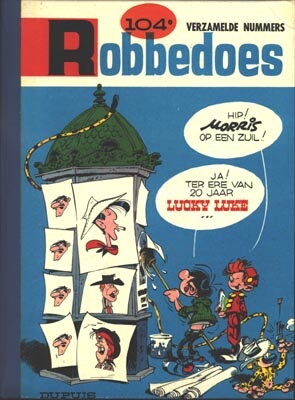 104e VERZAMELDE NUMMERS
Robbedoes
HIP!
MORRIS
OP EEN ZUIL!
JA!
TER ERE VAN
20 JAAR
LUCKY LUKE
...
DUPUIS